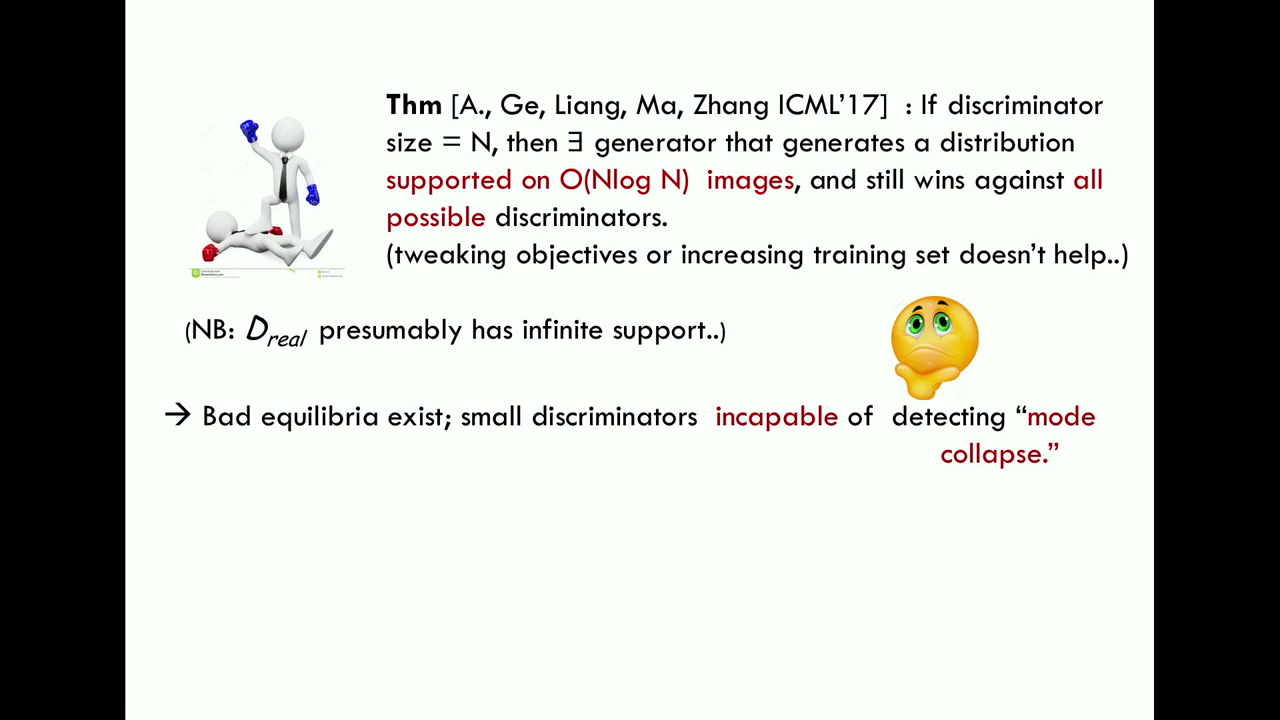 Thm [A., Ge, Liang, Ma, Zhang ICML’17] : If discriminator
size = N, then ∃ generator that generates a distribution
supported on O(Nlog N) images, and still wins against all
possible discriminators.
(tweaking objectives or increasing training set doesn’t help..)
(NB: D_real presumably has infinite support..)
→ Bad equilibria exist; small discriminators incapable of detecting “mode
collapse.”